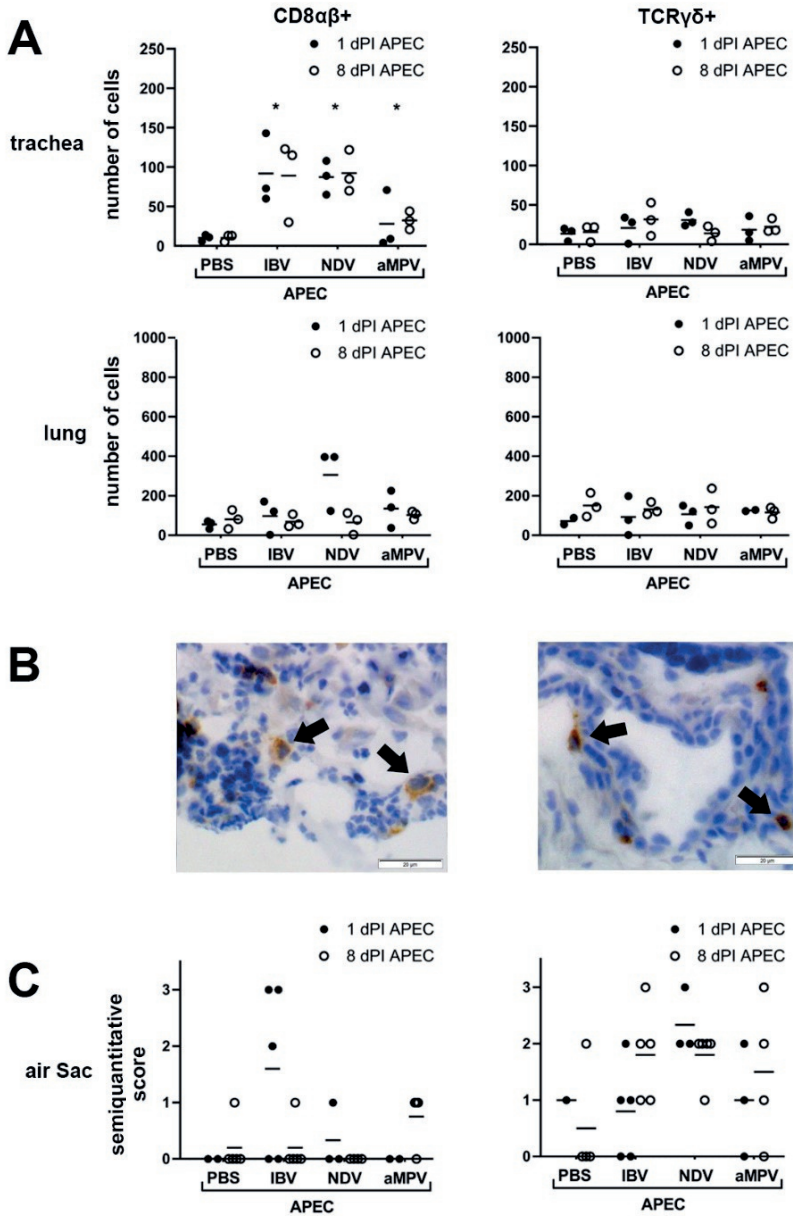 CD8αβ+
TCRγδ+
A
trachea
number of cells
250
200
150
100
50
0
1 dPI APEC
8 dPI APEC
*
*
*
PBS IBV NDV aMPV
APEC
250
200
150
100
50
0
1 dPI APEC
8 dPI APEC
PBS IBV NDV aMPV
APEC
lung
number of cells
1000
800
600
400
200
0
1 dPI APEC
8 dPI APEC
PBS IBV NDV aMPV
APEC
1000
800
600
400
200
0
1 dPI APEC
8 dPI APEC
PBS IBV NDV aMPV
APEC
B
20 µm
20 µm
C
air Sac
semiquantitative
score
3
2
1
0
1 dPI APEC
8 dPI APEC
PBS IBV NDV aMPV
APEC
3
2
1
0
1 dPI APEC
8 dPI APEC
PBS IBV NDV aMPV
APEC